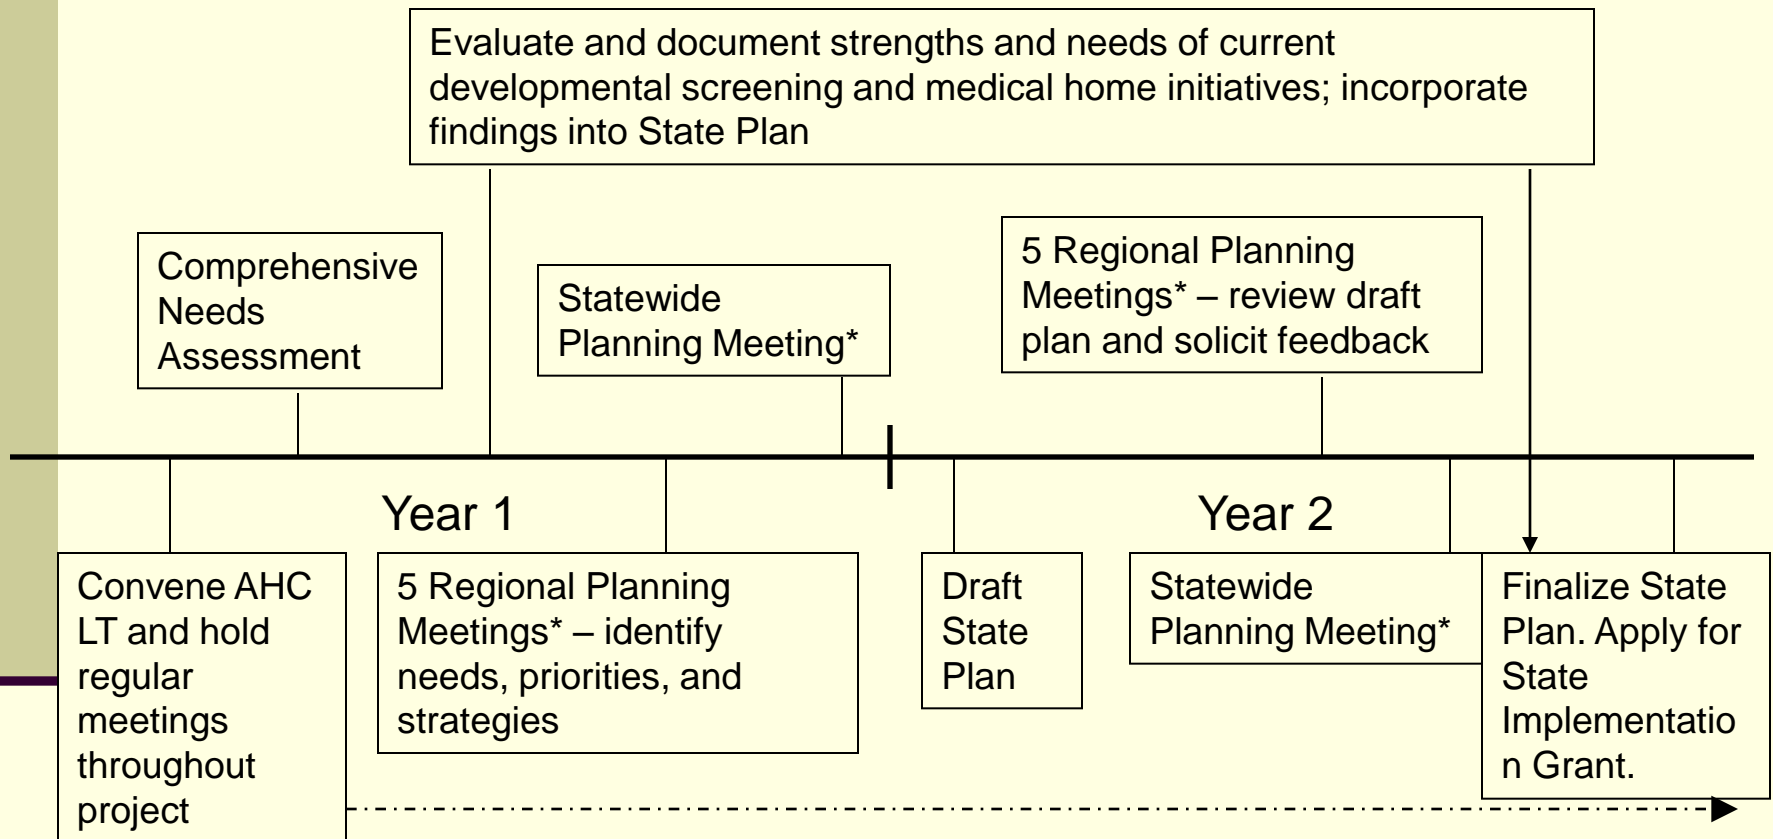 Evaluate and document strengths and needs of current
developmental screening and medical home initiatives; incorporate
findings into State Plan
Comprehensive
Needs
Assessment
Statewide
Planning Meeting*
5 Regional Planning
Meetings* – review draft
plan and solicit feedback
Year 1
Year 2
Convene AHC
LT and hold
regular
meetings
throughout
project
5 Regional Planning
Meetings* – identify
needs, priorities, and
strategies
Draft
State
Plan
Statewide
Planning Meeting*
Finalize State
Plan. Apply for
State
Implementatio
n Grant.